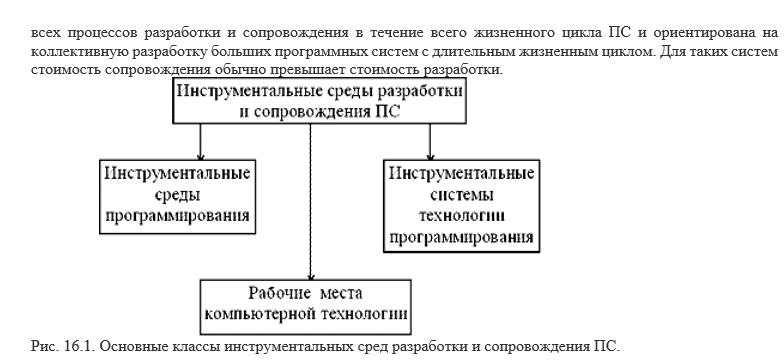 всех процессов разработки и сопровождения в течение всего жизненного цикла ПС и ориентирована на
коллективную разработку больших программных систем с длительным жизненным циклом. Для таких систем
стоимость сопровождения обычно превышает стоимость разработки.
Инструментальные среды разработки
и сопровождения ПС
Инструментальные
среды
программирования
Инструментальные
системы
технологии
программирования
Рабочие места
компьютерной технологии
Рис. 16.1. Основные классы инструментальных сред разработки и сопровождения ПС.